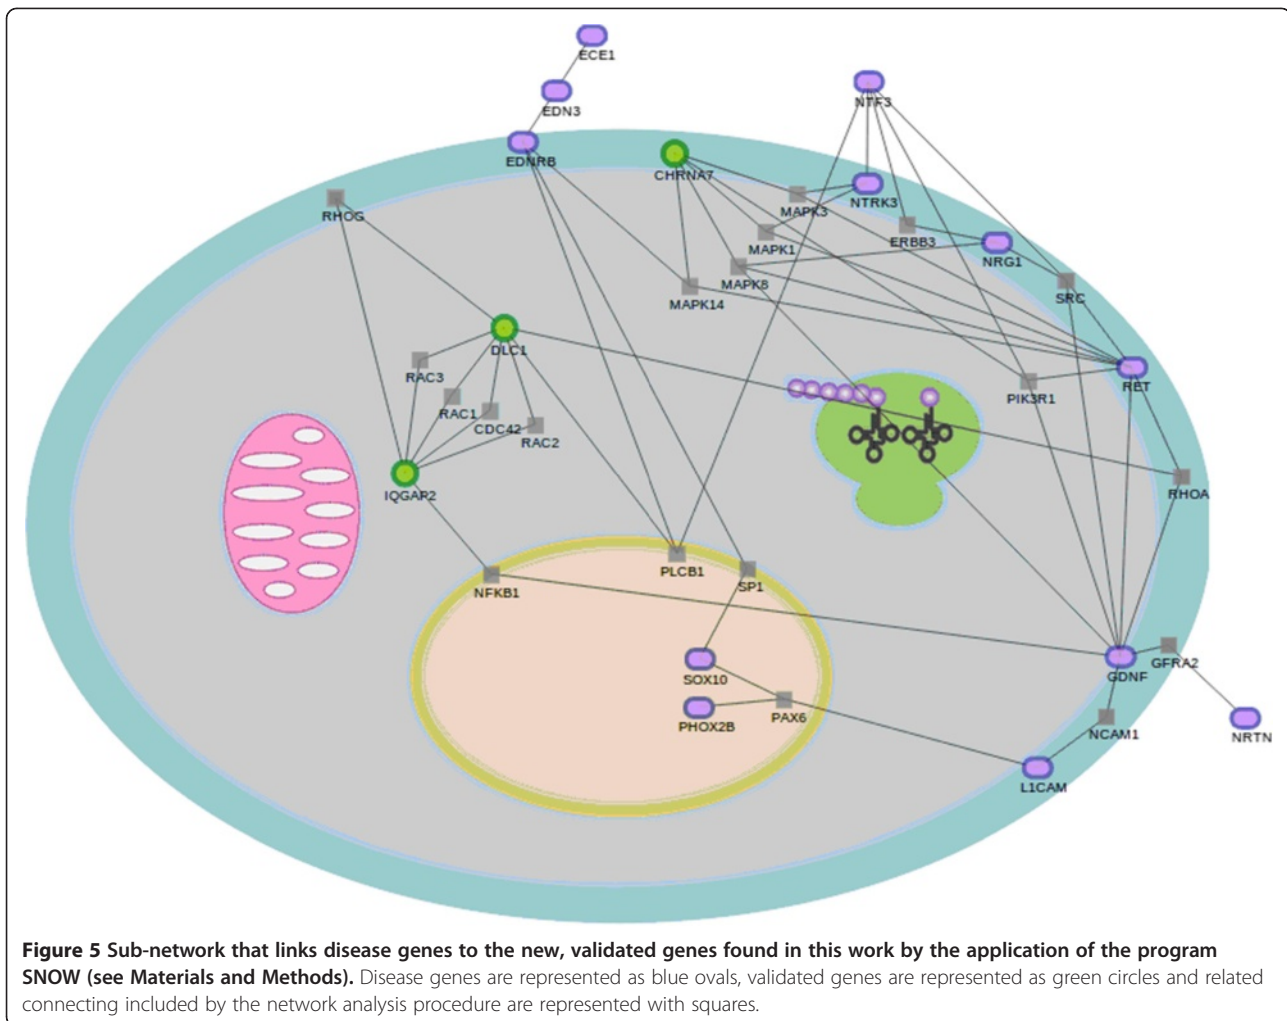 ECE1
EDN3
NTF3
EDNRB
CHRNA7
NTRK3
RHOG
MAPK3
ERBB3
MAPK1
NRG1
MAPK8
SRC
MAPK14
DLC1
RAC3
RET
PIK3R1
RAC1
CDC42
RAC2
IQGAP2
RHOA
PLCB1
SP1
NFKB1
GFRA2
GDNF
SOX10
PAX6
PHOX2B
NCAM1
NRTN
L1CAM
Figure 5 Sub-network that links disease genes to the new, validated genes found in this work by the application of the program
SNOW (see Materials and Methods). Disease genes are represented as blue ovals, validated genes are represented as green circles and related
connecting included by the network analysis procedure are represented with squares.